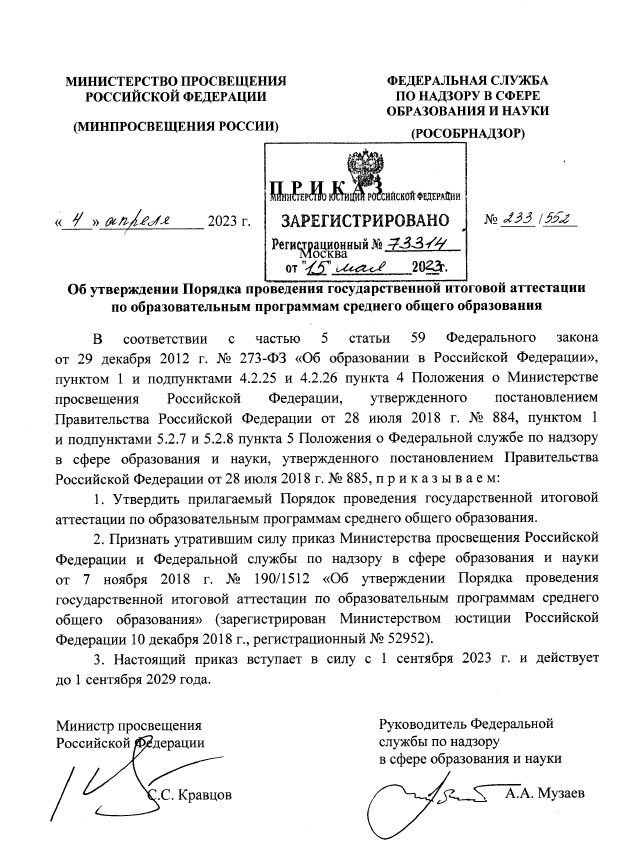 МИНИСТЕРСТВО ПРОСВЕЩЕНИЯ
РОССИЙСКОЙ ФЕДЕРАЦИИ
(МИНПРОСВЕЩЕНИЯ РОССИИ)
ФЕДЕРАЛЬНАЯ СЛУЖБА
ПО НАДЗОРУ В СФЕРЕ
ОБРАЗОВАНИЯ И НАУКИ
(РОСОБРНАДЗОР)
П Р И К А З
МИНИСТЕРСТВО ЮСТИЦИИ РОССИЙСКОЙ ФЕДЕРАЦИИ
ЗАРЕГИСТРИРОВАНО
Регистрационный № 73314
Москва
от "15" мая 2023г.
« 4 » апреля 2023 г.
№ 233 / 552
Об утверждении Порядка проведения государственной итоговой аттестации
по образовательным программам среднего общего образования
В соответствии с частью 5 статьи 59 Федерального закона
от 29 декабря 2012 г. № 273-ФЗ «Об образовании в Российской Федерации»,
пунктом 1 и подпунктами 4.2.25 и 4.2.26 пункта 4 Положения о Министерстве
просвещения Российской Федерации, утвержденного постановлением
Правительства Российской Федерации от 28 июля 2018 г. № 884, пунктом 1
и подпунктами 5.2.7 и 5.2.8 пункта 5 Положения о Федеральной службе по надзору
в сфере образования и науки, утвержденного постановлением Правительства
Российской Федерации от 28 июля 2018 г. № 885, п р и к а з ы в а е м:
1. Утвердить прилагаемый Порядок проведения государственной итоговой
аттестации по образовательным программам среднего общего образования.
2. Признать утратившим силу приказ Министерства просвещения Российской
Федерации и Федеральной службы по надзору в сфере образования и науки
от 7 ноября 2018 г. № 190/1512 «Об утверждении Порядка проведения
государственной итоговой аттестации по образовательным программам среднего
общего образования» (зарегистрирован Министерством юстиции Российской
Федерации 10 декабря 2018 г., регистрационный № 52952).
3. Настоящий приказ вступает в силу с 1 сентября 2023 г. и действует
до 1 сентября 2029 года.
Министр просвещения
Российской Федерации
С.С. Кравцов
Руководитель Федеральной
службы по надзору
в сфере образования и науки
А.А. Музаев